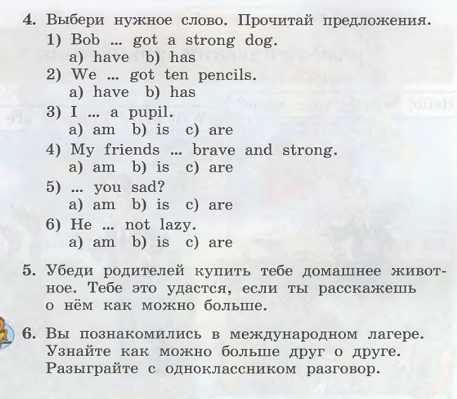 4. Выбери нужное слово. Прочитай предложения.
1) Bob ... got a strong dog.
a) have b) has
2) We ... got ten pencils.
a) have b) has
3) I ... a pupil.
a) am b) is c) are
4) My friends ... brave and strong.
a) am b) is c) are
5) ... you sad?
a) am b) is c) are
6) He ... not lazy.
a) am b) is c) are
5. Убеди родителей купить тебе домашнее живот-
ное. Тебе это удастся, если ты расскажешь
о нём как можно больше.
6. Вы познакомились в международном лагере.
Узнайте как можно больше друг о друге.
Разыграйте с одноклассником разговор.